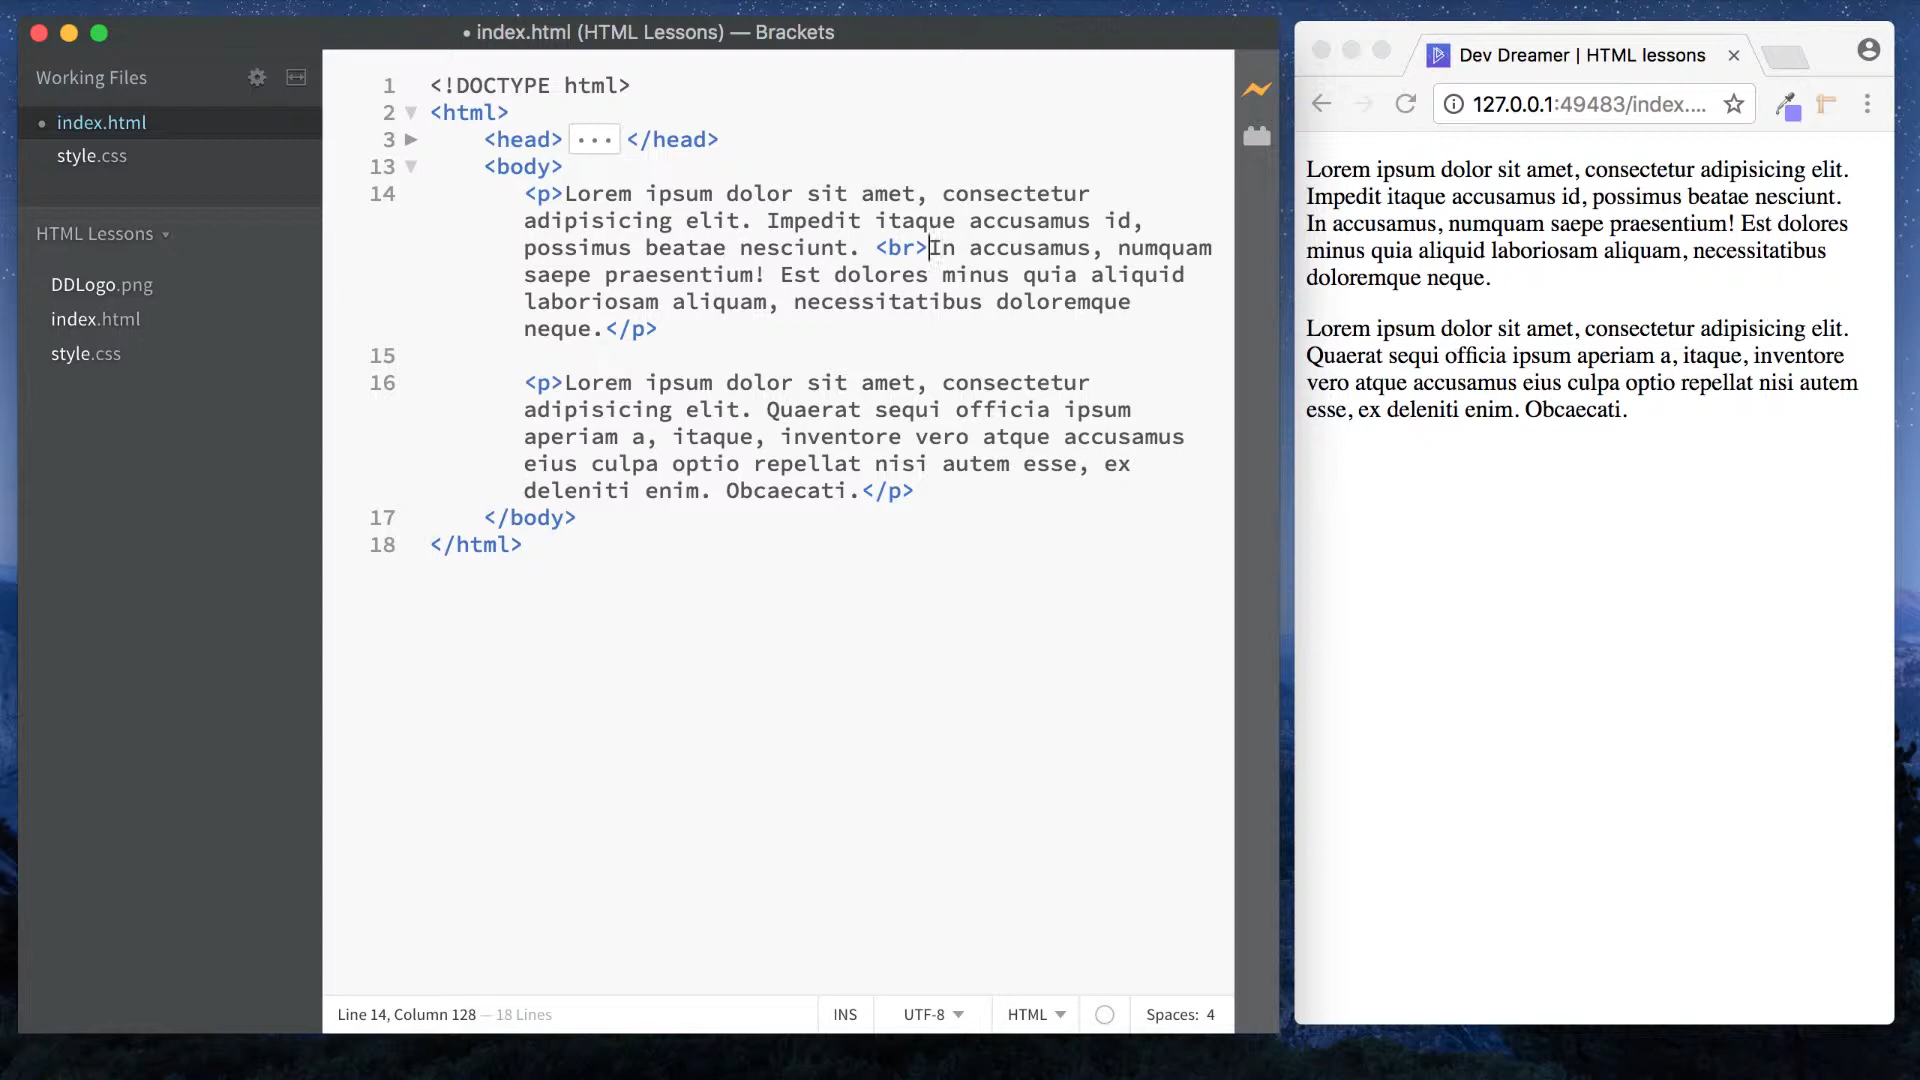 • index.html (HTML Lessons) — Brackets
Working Files
• index.html
style.css
HTML Lessons
DDLogo.png
index.html
style.css
1 <!DOCTYPE html>
2 <html>
3 <head> ... </head>
13 <body>
14 <p>Lorem ipsum dolor sit amet, consectetur
adipisicing elit. Impedit itaque accusamus id,
possimus beatae nesciunt. <br>In accusamus, numquam
saepe praesentium! Est dolores minus quia aliquid
laboriosam aliquam, necessitatibus doloremque
neque.</p>
15
16 <p>Lorem ipsum dolor sit amet, consectetur
adipisicing elit. Quaerat sequi officia ipsum
aperiam a, itaque, inventore vero atque accusamus
eius culpa optio repellat nisi autem esse, ex
deleniti enim. Obcaecati.</p>
17 </body>
18 </html>
Line 14, Column 128 — 18 Lines
INS
UTF-8
HTML
Spaces: 4
Dev Dreamer | HTML lessons
127.0.0.1:49483/index....
Lorem ipsum dolor sit amet, consectetur adipisicing elit.
Impedit itaque accusamus id, possimus beatae nesciunt.
In accusamus, numquam saepe praesentium! Est dolores
minus quia aliquid laboriosam aliquam, necessitatibus
doloremque neque.
Lorem ipsum dolor sit amet, consectetur adipisicing elit.
Quaerat sequi officia ipsum aperiam a, itaque, inventore
vero atque accusamus eius culpa optio repellat nisi autem
esse, ex deleniti enim. Obcaecati.